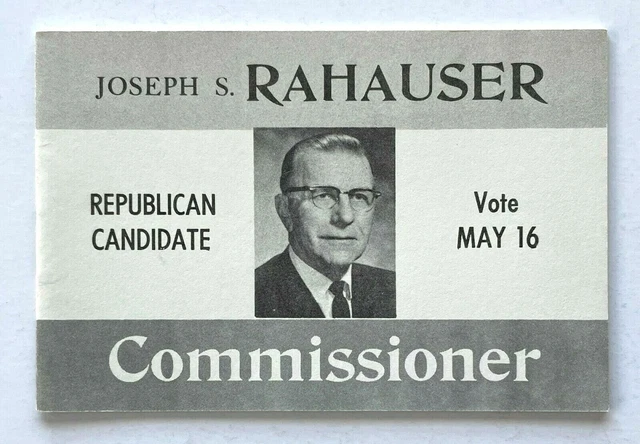 JOSEPH S. RAHAUSER
REPUBLICAN
CANDIDATE
Vote
MAY 16
Commissioner